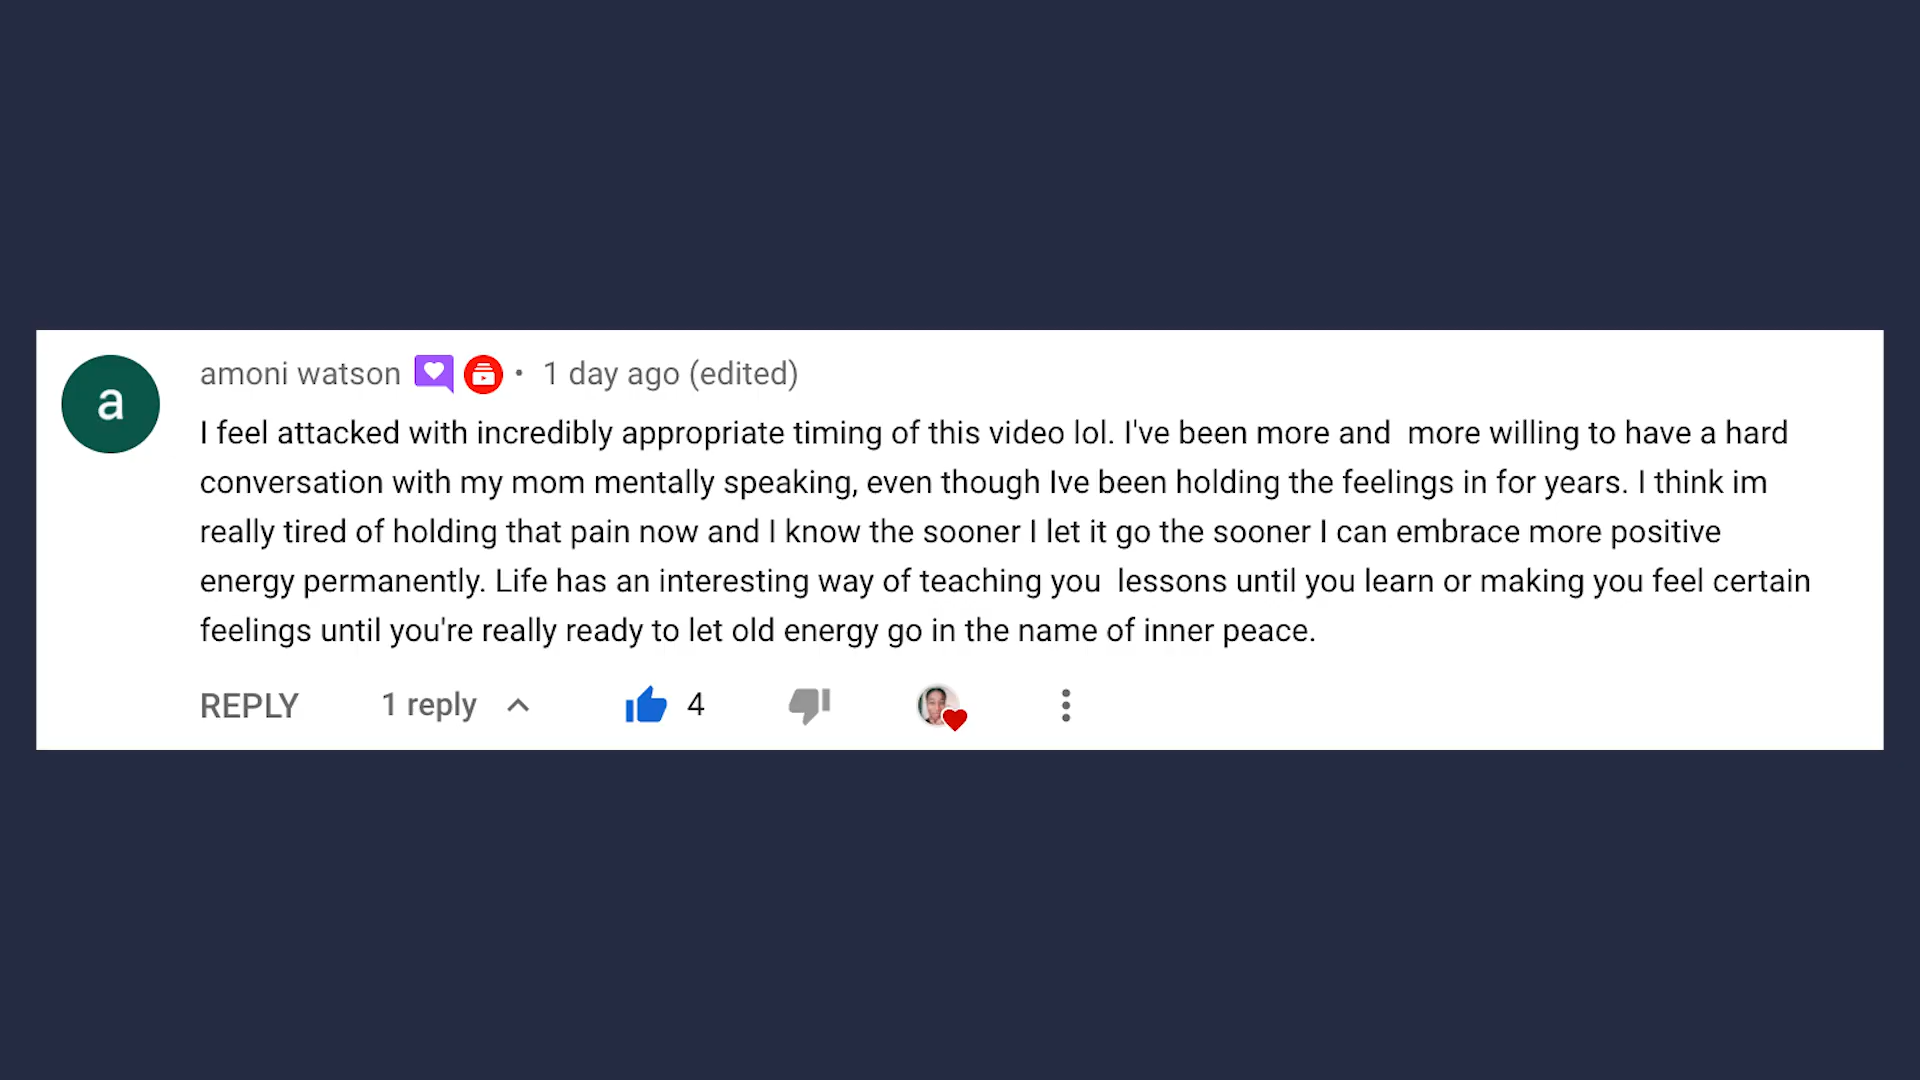 a
amoni watson • 1 day ago (edited)
I feel attacked with incredibly appropriate timing of this video lol. I've been more and  more willing to have a hard
conversation with my mom mentally speaking, even though Ive been holding the feelings in for years. I think im
really tired of holding that pain now and I know the sooner I let it go the sooner I can embrace more positive
energy permanently. Life has an interesting way of teaching you  lessons until you learn or making you feel certain
feelings until you're really ready to let old energy go in the name of inner peace.
REPLY 1 reply 4